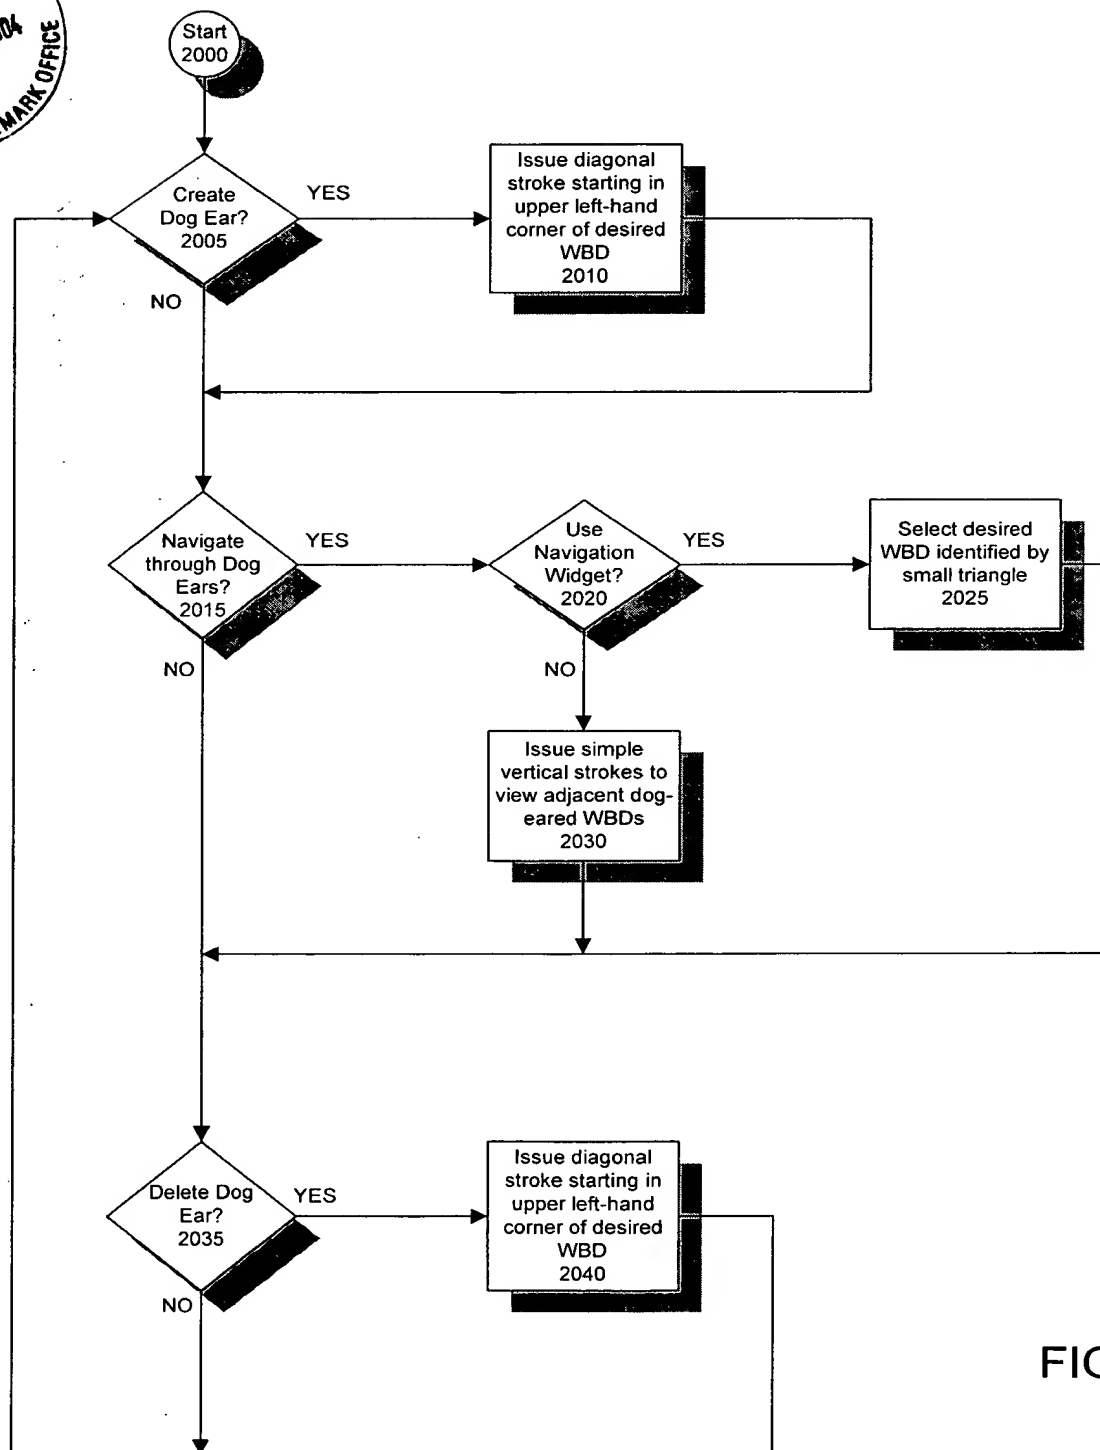 04
MARK OFFICE
Start
2000
Create
Dog Ear?
2005
YES
NO
Issue diagonal
stroke starting in
upper left-hand
corner of desired
WBD
2010
Navigate
through Dog
Ears?
2015
YES
NO
Use
Navigation
Widget?
2020
YES
NO
Select desired
WBD identified by
small triangle
2025
Issue simple
vertical strokes to
view adjacent dog-
eared WBDs
2030
Delete Dog
Ear?
2035
YES
NO
Issue diagonal
stroke starting in
upper left-hand
corner of desired
WBD
2040
FIG